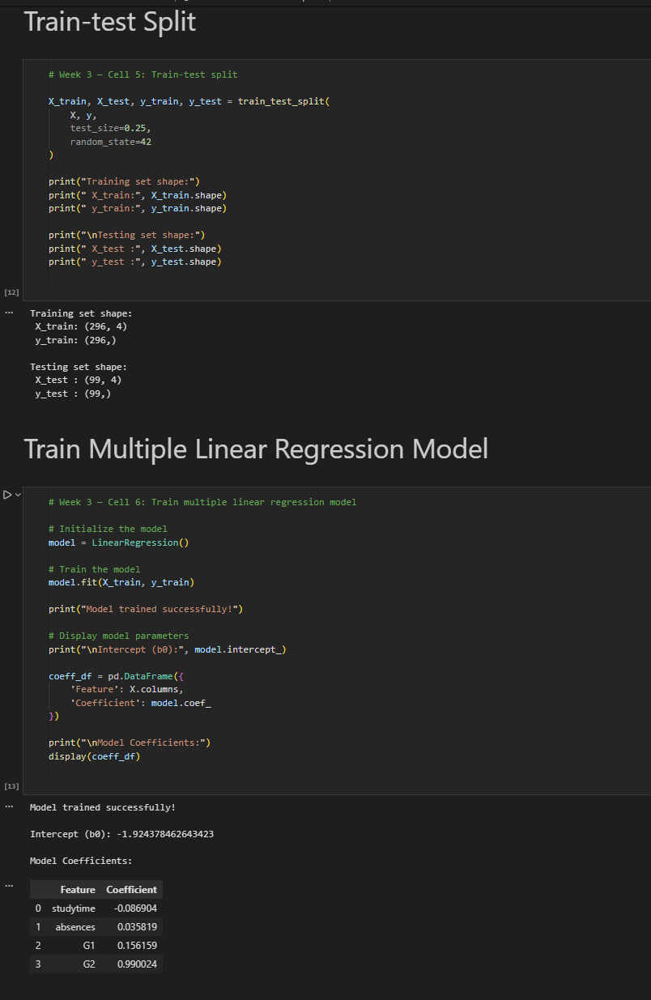 Train-test Split
# Week 3 — Cell 5: Train-test split
X_train, X_test, y_train, y_test = train_test_split(
X, y,
test_size=0.25,
random_state=42
)
print("Training set shape:")
print(" X_train:", X_train.shape)
print(" y_train:", y_train.shape)
print("\nTesting set shape:")
print(" X_test :", X_test.shape)
print(" y_test :", y_test.shape)
[12]
...
Training set shape:
X_train: (296, 4)
y_train: (296,)
Testing set shape:
X_test : (99, 4)
y_test : (99,)
Train Multiple Linear Regression Model
# Week 3 — Cell 6: Train multiple linear regression model
# Initialize the model
model = LinearRegression()
# Train the model
model.fit(X_train, y_train)
print("Model trained successfully!")
# Display model parameters
print("\nIntercept (b0):", model.intercept_)
coeff_df = pd.DataFrame({
'Feature': X.columns,
'Coefficient': model.coef_
})
print("\nModel Coefficients:")
display(coeff_df)
[13]
...
Model trained successfully!
Intercept (b0): -1.924378462643423
Model Coefficients:
...
Feature Coefficient
0 studytime -0.086904
1 absences 0.035819
2 G1 0.156159
3 G2 0.990024